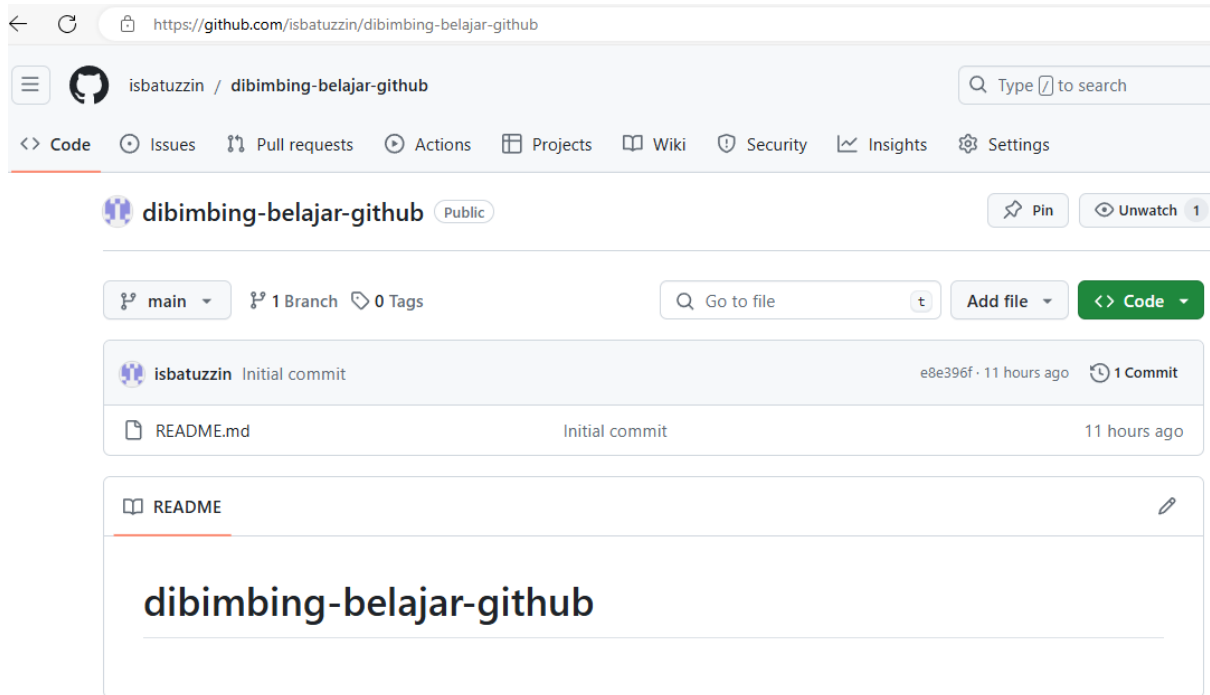 https://github.com/isbatuzzin/dibimbing-belajar-github
isbatuzzin / dibimbing-belajar-github
Type / to search
<> Code Issues Pull requests Actions Projects Wiki Security Insights Settings
dibimbing-belajar-github Public Pin Unwatch 1
main 1 Branch 0 Tags Go to file t Add file <> Code
isbatuzzin Initial commit e8e396f · 11 hours ago 1 Commit
README.md Initial commit 11 hours ago
README
dibimbing-belajar-github